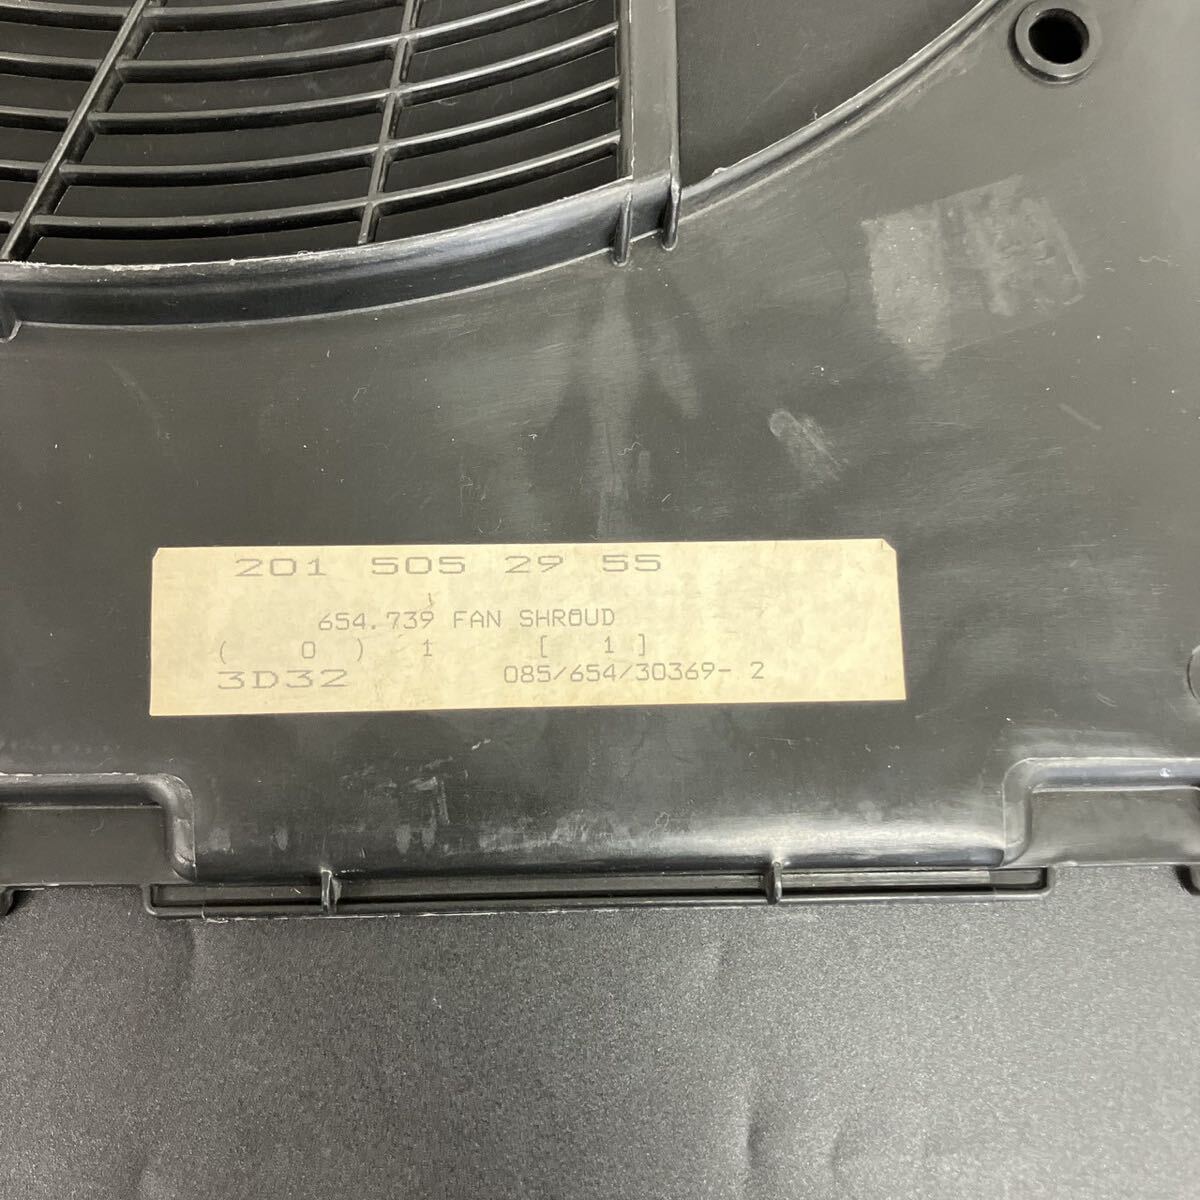 201 505 29 55
654.739 FAN SHROUD
( 0 ) 1 [ 1 ]
3D32 085/654/30369- 2